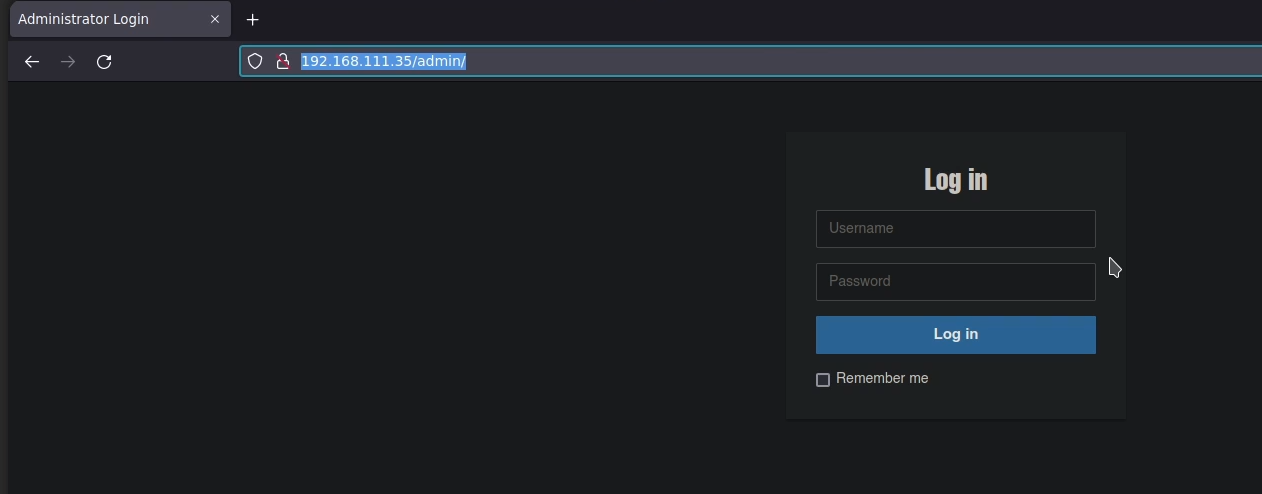 Administrator Login
192.168.111.35/admin/
Log in
Username
Password
Log in
Remember me